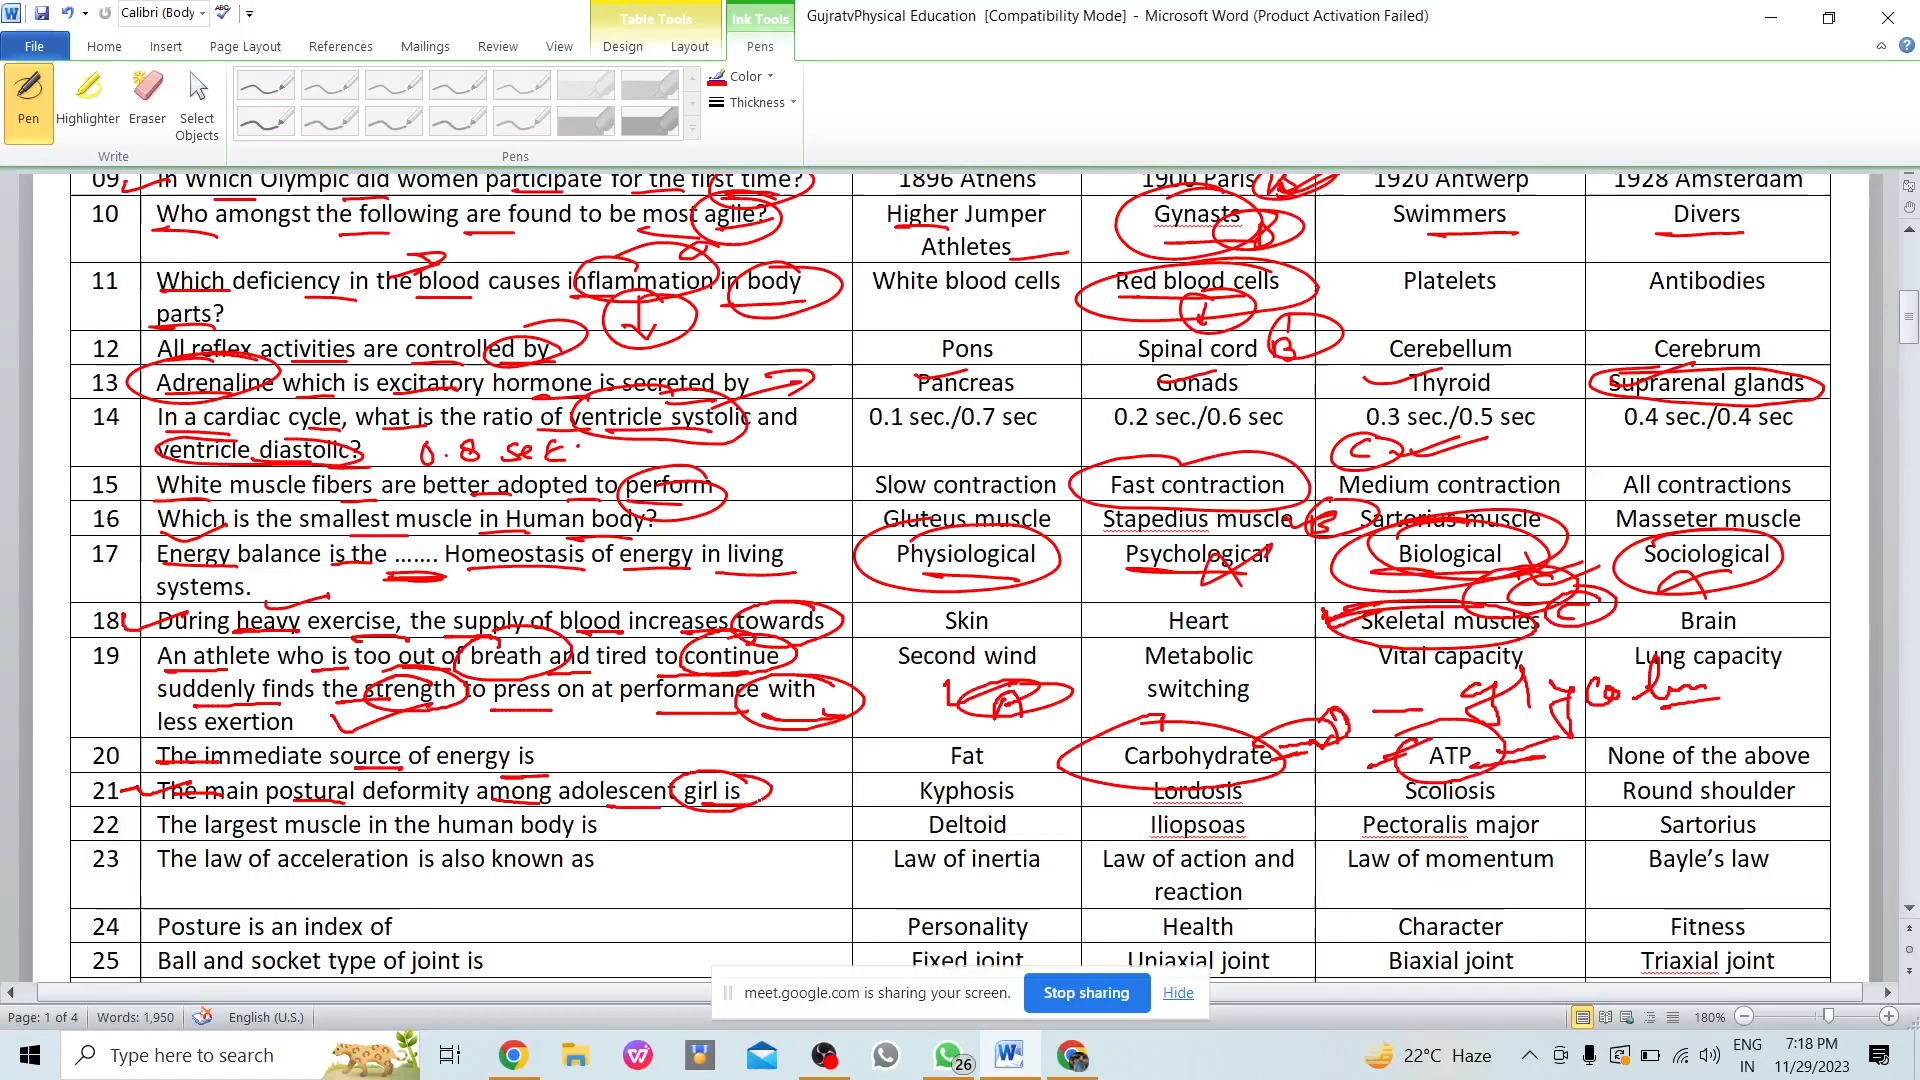 Calibri (Body
Table Tools
Ink Tools
GujratvPhysical Education [Compatibility Mode] - Microsoft Word (Product Activation Failed)
File Home Insert Page Layout References Mailings Review View Design Layout Pens
Pen Highlighter Eraser Select Objects
Color
Thickness
Write
Pens
09 In Which Olympic did women participate for the first time? 1896 Athens 1900 Paris 1920 Antwerp 1928 Amsterdam
10 Who amongst the following are found to be most agile? Higher Jumper Gynasts Swimmers Divers
Athletes
11 Which deficiency in the blood causes inflammation in body White blood cells Red blood cells Platelets Antibodies
parts?
12 All reflex activities are controlled by Pons Spinal cord B Cerebellum Cerebrum
13 Adrenaline which is excitatory hormone is secreted by Pancreas Gonads Thyroid Suprarenal glands
14 In a cardiac cycle, what is the ratio of ventricle systolic and 0.1 sec./0.7 sec 0.2 sec./0.6 sec 0.3 sec./0.5 sec 0.4 sec./0.4 sec
ventricle diastolic? 0.8 sec. C
15 White muscle fibers are better adopted to perform Slow contraction Fast contraction Medium contraction All contractions
16 Which is the smallest muscle in Human body? Gluteus muscle Stapedius muscle B Sartorius muscle Masseter muscle
17 Energy balance is the ....... Homeostasis of energy in living Physiological Psychological Biological Sociological
systems.
18 During heavy exercise, the supply of blood increases towards Skin Heart Skeletal muscles C Brain
19 An athlete who is too out of breath and tired to continue Second wind Metabolic Vital capacity Lung capacity
suddenly finds the strength to press on at performance with A switching
less exertion
20 The immediate source of energy is Fat Carbohydrate ATP None of the above
21 The main postural deformity among adolescent girl is Kyphosis Lordosis Scoliosis Round shoulder
22 The largest muscle in the human body is Deltoid Iliopsoas Pectoralis major Sartorius
23 The law of acceleration is also known as Law of inertia Law of action and Law of momentum Bayle's law
reaction
24 Posture is an index of Personality Health Character Fitness
25 Ball and socket type of joint is Fixed joint Uniaxial joint Biaxial joint Triaxial joint
meet.google.com is sharing your screen. Stop sharing Hide
Page: 1 of 4 Words: 1,950 English (U.S.) 180%
Type here to search 26 22°C Haze ENG 7:18 PM
IN 11/29/2023